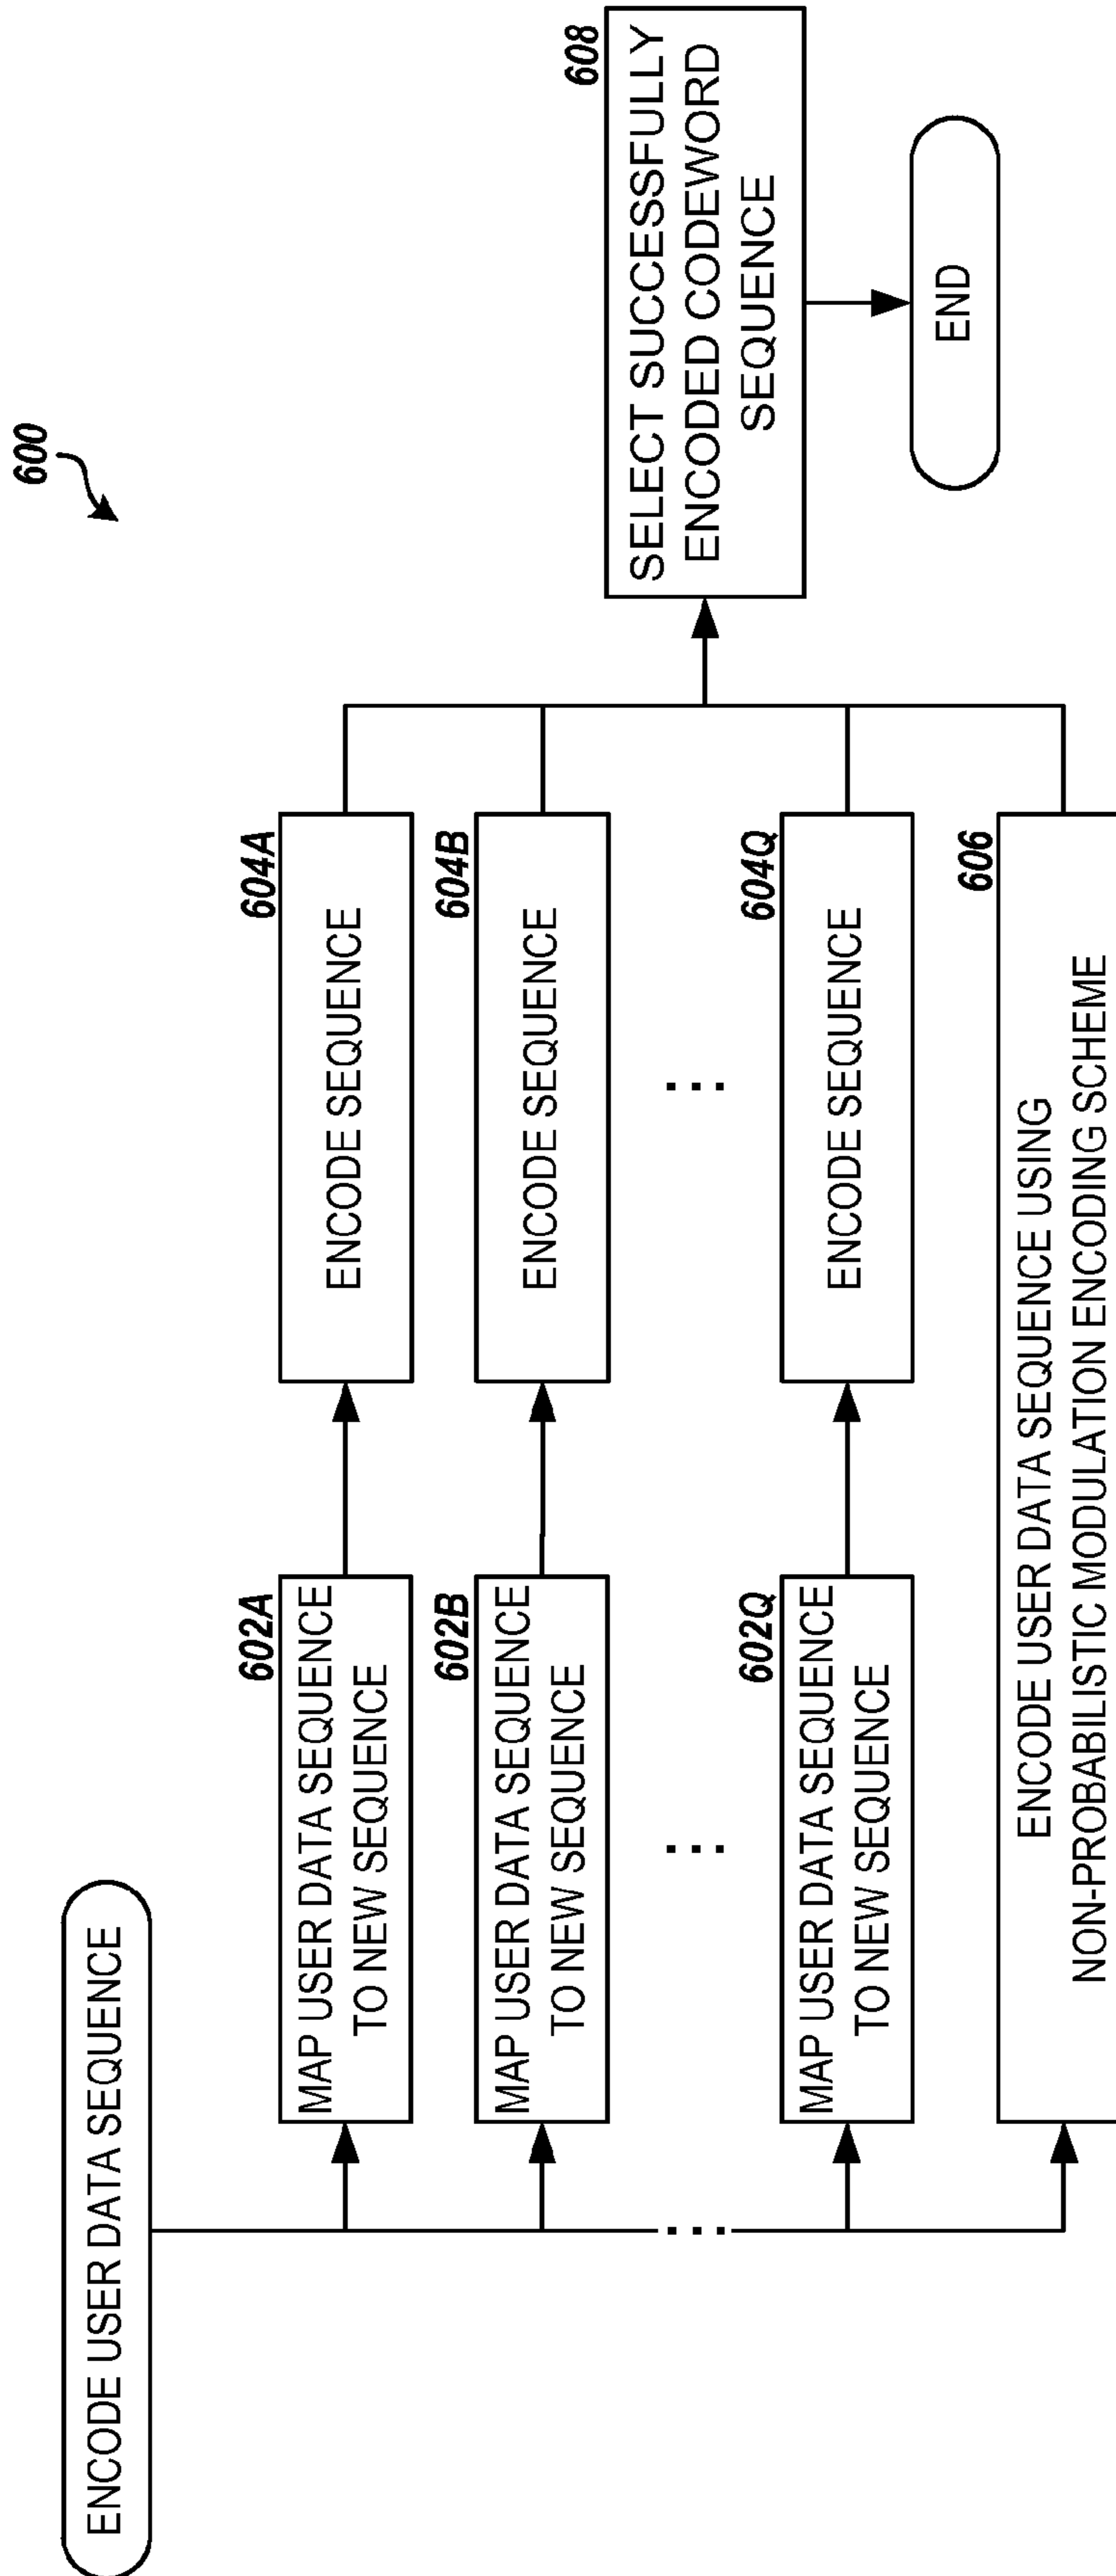 600
ENCODE USER DATA SEQUENCE
602A
MAP USER DATA SEQUENCE
TO NEW SEQUENCE
604A
ENCODE SEQUENCE
602B
MAP USER DATA SEQUENCE
TO NEW SEQUENCE
604B
ENCODE SEQUENCE
...
...
...
602Q
MAP USER DATA SEQUENCE
TO NEW SEQUENCE
604Q
ENCODE SEQUENCE
606
ENCODE USER DATA SEQUENCE USING
NON-PROBABILISTIC MODULATION ENCODING SCHEME
608
SELECT SUCCESSFULLY
ENCODED CODEWORD
SEQUENCE
END